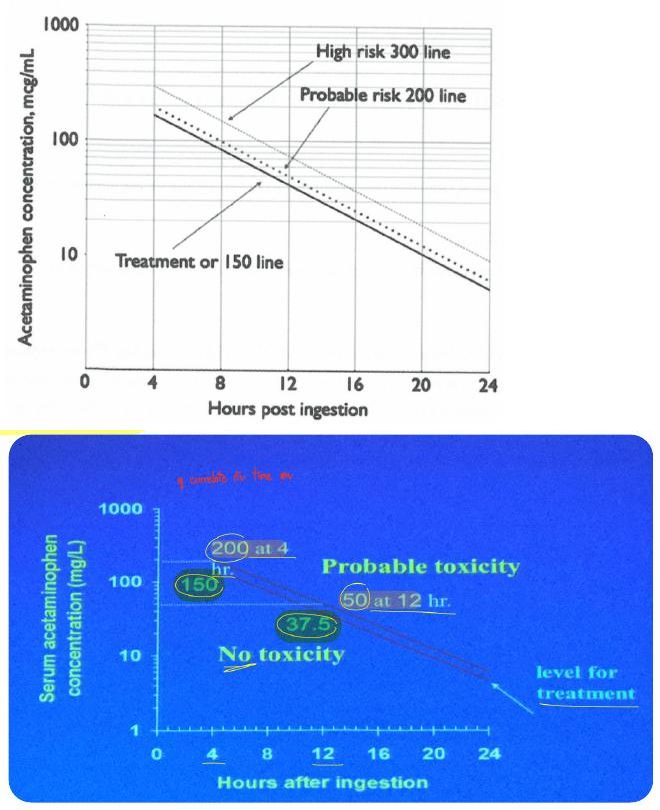 1000
High risk 300 line
Probable risk 200 line
100
10
Treatment or 150 line
Acetaminophen concentration, mcg/mL
0 4 8 12 16 20 24
Hours post ingestion
correlate time
1000
200 at 4
hr.
Probable toxicity
100
150
50 at 12 hr.
37.5
No toxicity
10
level for
treatment
1
Serum acetaminophen
concentration (mg/L)
0 4 8 12 16 20 24
Hours after ingestion